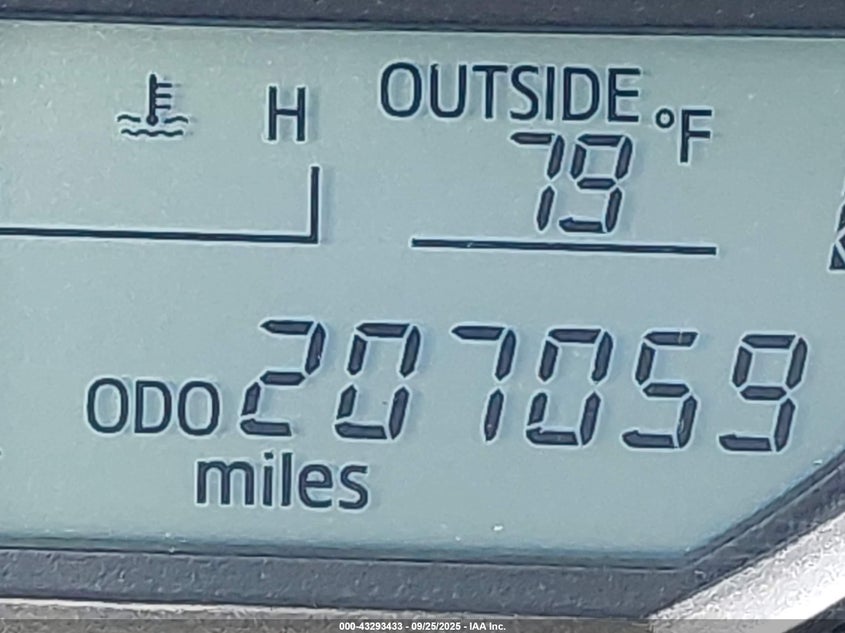 H
OUTSIDE
79 °F
ODO 207059
miles
000-43293433 - 09/25/2025 - IAA Inc.